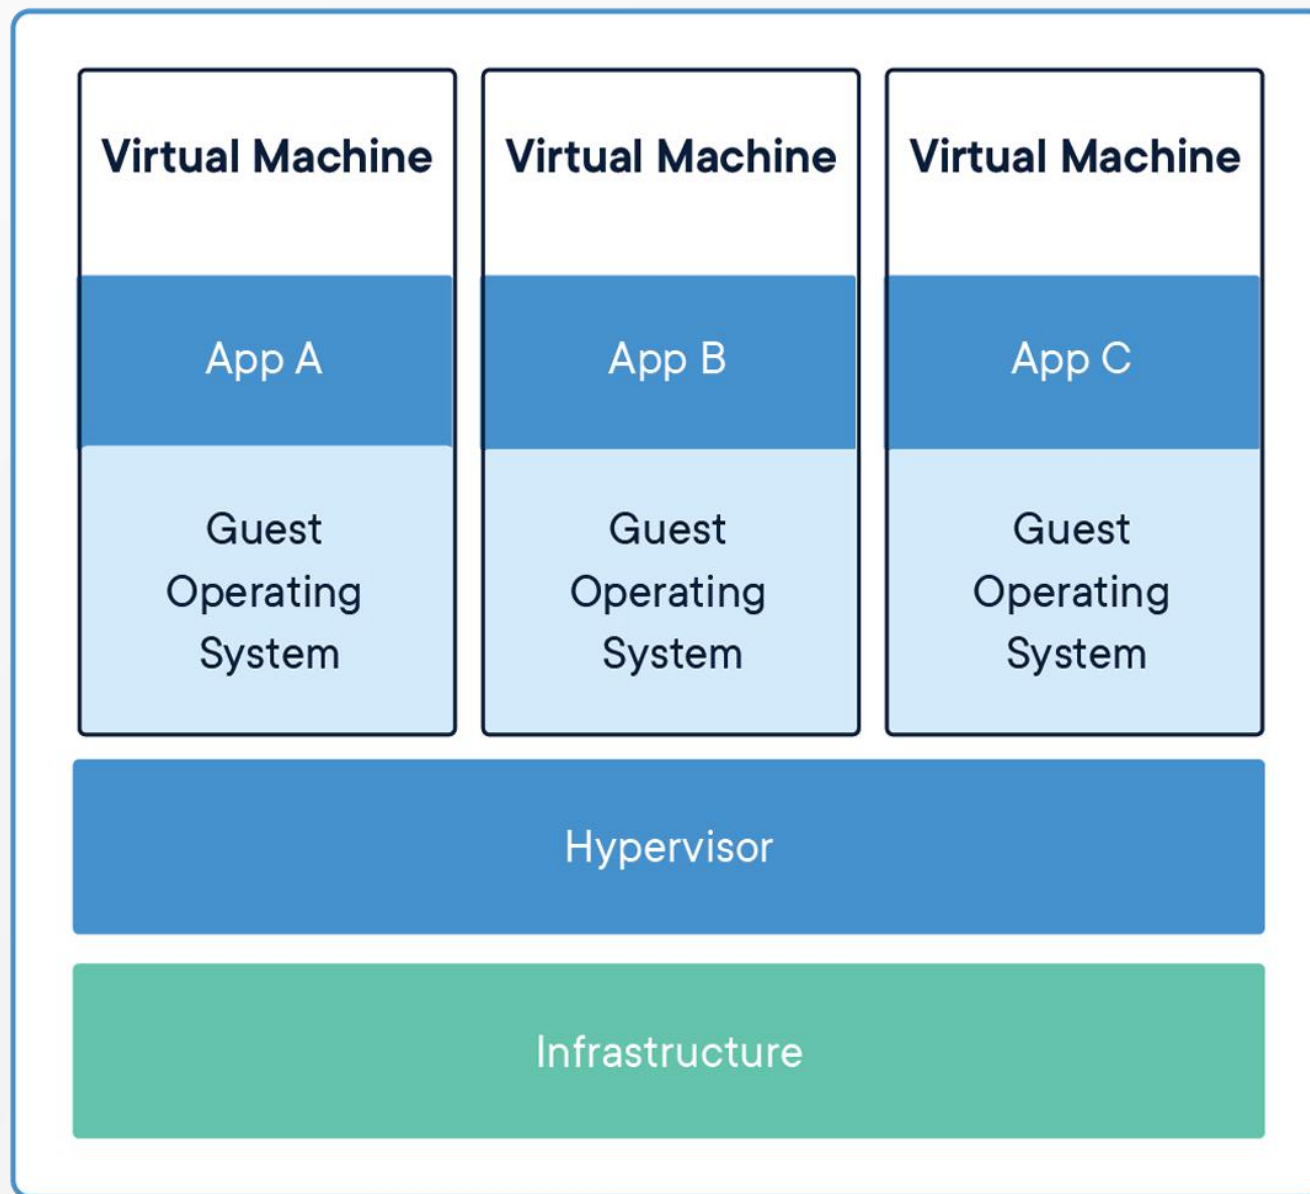 Virtual Machine
Virtual Machine
Virtual Machine
App A
App B
App C
Guest
Operating
System
Guest
Operating
System
Guest
Operating
System
Hypervisor
Infrastructure